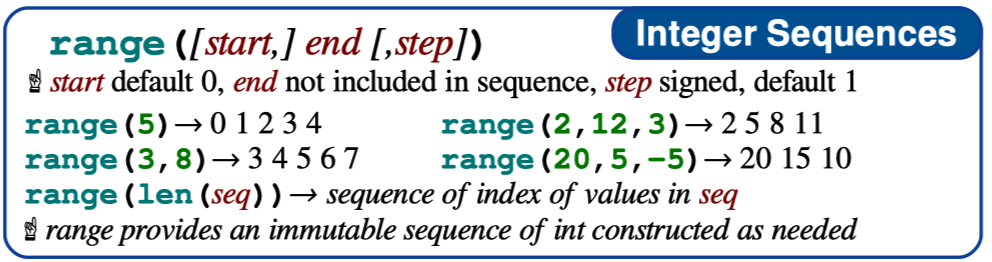 Integer Sequences
range([start,] end [,step])
☝ start default 0, end not included in sequence, step signed, default 1
range(5)→ 0 1 2 3 4
range(2,12,3)→ 2 5 8 11
range(3,8)→ 3 4 5 6 7
range(20,5,-5)→ 20 15 10
range(len(seq))→ sequence of index of values in seq
☝ range provides an immutable sequence of int constructed as needed